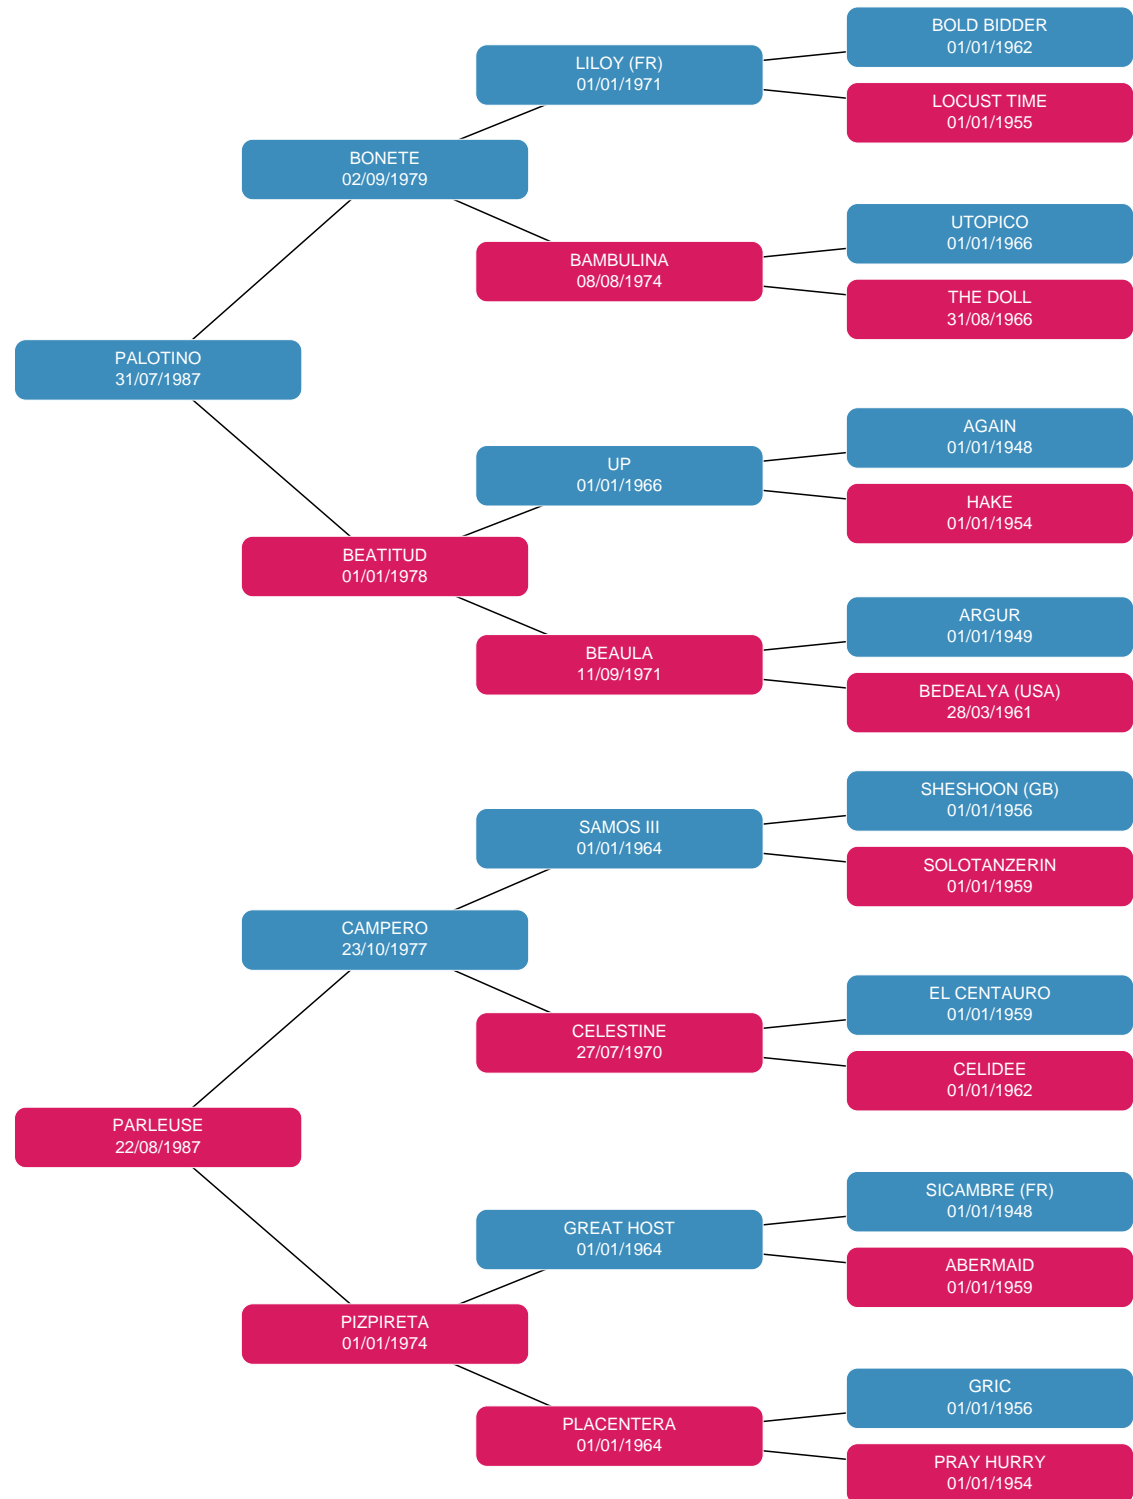 BOLD BIDDER
01/01/1962
LILOY (FR)
01/01/1971
LOCUST TIME
01/01/1955
BONETE
02/09/1979
UTOPICO
01/01/1966
BAMBULINA
08/08/1974
THE DOLL
31/08/1966
PALOTINO
31/07/1987
AGAIN
01/01/1948
UP
01/01/1966
HAKE
01/01/1954
BEATITUD
01/01/1978
ARGUR
01/01/1949
BEAULA
11/09/1971
BEDEALYA (USA)
28/03/1961
SHESHOON (GB)
01/01/1956
SAMOS III
01/01/1964
SOLOTANZERIN
01/01/1959
CAMPERO
23/10/1977
EL CENTAURO
01/01/1959
CELESTINE
27/07/1970
CELIDEE
01/01/1962
PARLEUSE
22/08/1987
SICAMBRE (FR)
01/01/1948
GREAT HOST
01/01/1964
ABERMAID
01/01/1959
PIZPIRETA
01/01/1974
GRIC
01/01/1956
PLACENTERA
01/01/1964
PRAY HURRY
01/01/1954